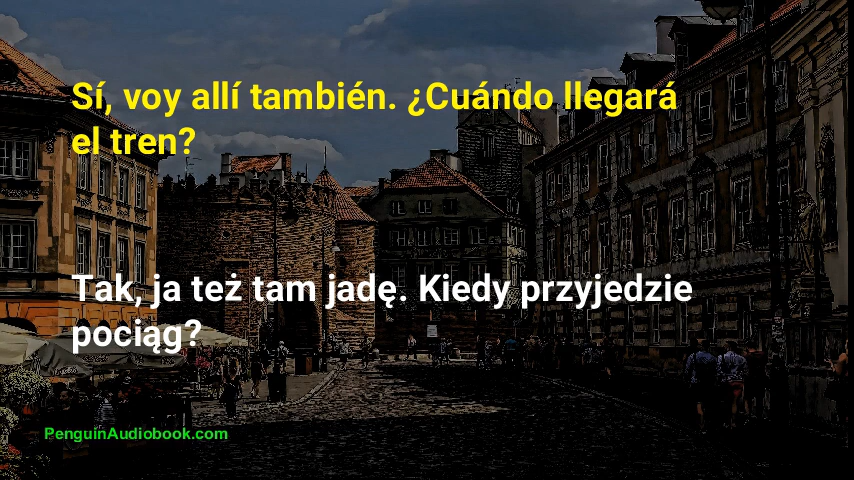 Sí, voy allí también. ¿Cuándo llegará
el tren?
Tak, ja też tam jadę. Kiedy przyjedzie
pociąg?
PenguinAudiobook.com